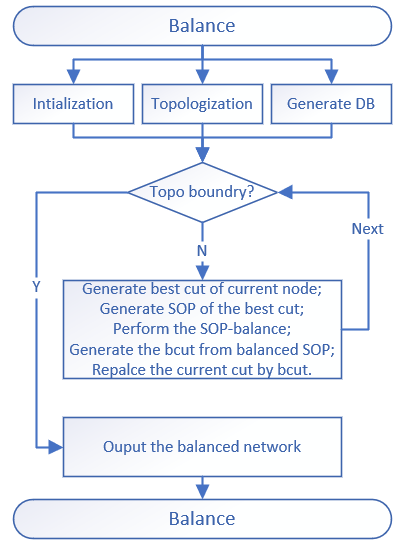 Balance
Intialization
Topologization
Generate DB
Topo boundry?
Next
N
Y
Generate best cut of current node;
Generate SOP of the best cut;
Perform the SOP-balance;
Generate the bcut from balanced SOP;
Repalce the current cut by bcut.
Ouput the balanced network
Balance